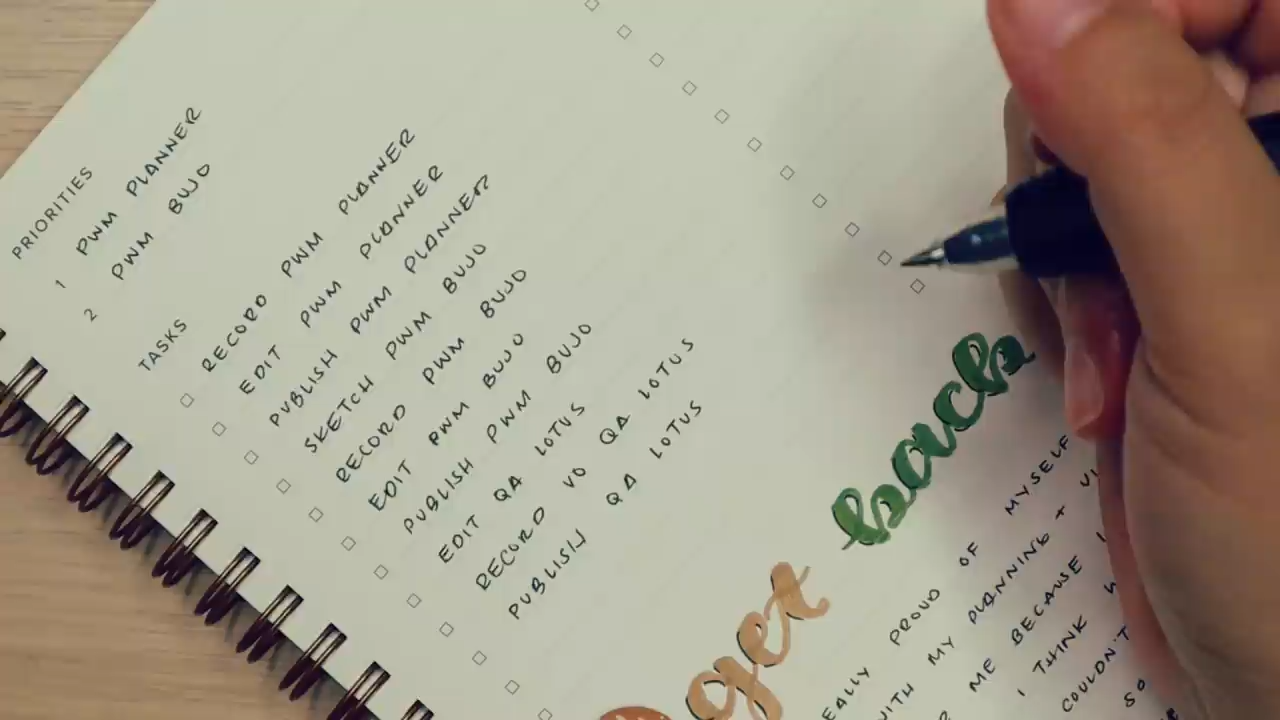 PRIORITIES
1 PWM PLANNER
2 PWM BUJO
TASKS
RECORD PWM PLANNER
EDIT PWM PLANNER
PUBLISH PWM PLANNER
SKETCH PWM BUJO
RECORD PWM BUJO
EDIT PWM BUJO
PUBLISH PWM BUJO
EDIT QA LOTUS
RECORD VO QA LOTUS
PUBLISH QA LOTUS
get back
PROUD OF MYSELF
MY PLANNING +
ME BECAUSE I
I THINK
COULDN'T
SO